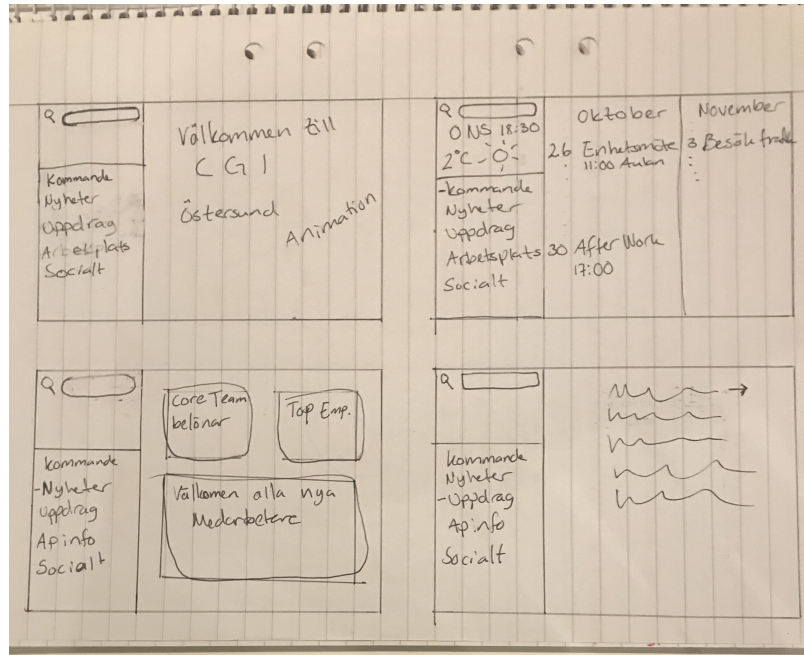 Välkommen till
CGI
Östersund
Animation
Kommande
Nyheter
Uppdrag
Arbetsplats
Socialt
ONS 18:30
2°C
-kommande
Nyheter
Uppdrag
Arbetsplats
Socialt
Oktober
26 Enhetsmöte
11:00 Aulan
30 After Work
17:00
November
3 Besök från
Core Team
belönar
Top Emp.
Välkomen alla nya
Medarbetare
kommande
-Nyheter
Uppdrag
Apinfo
Socialt
kommande
Nyheter
-Uppdrag
Apinfo
Socialt